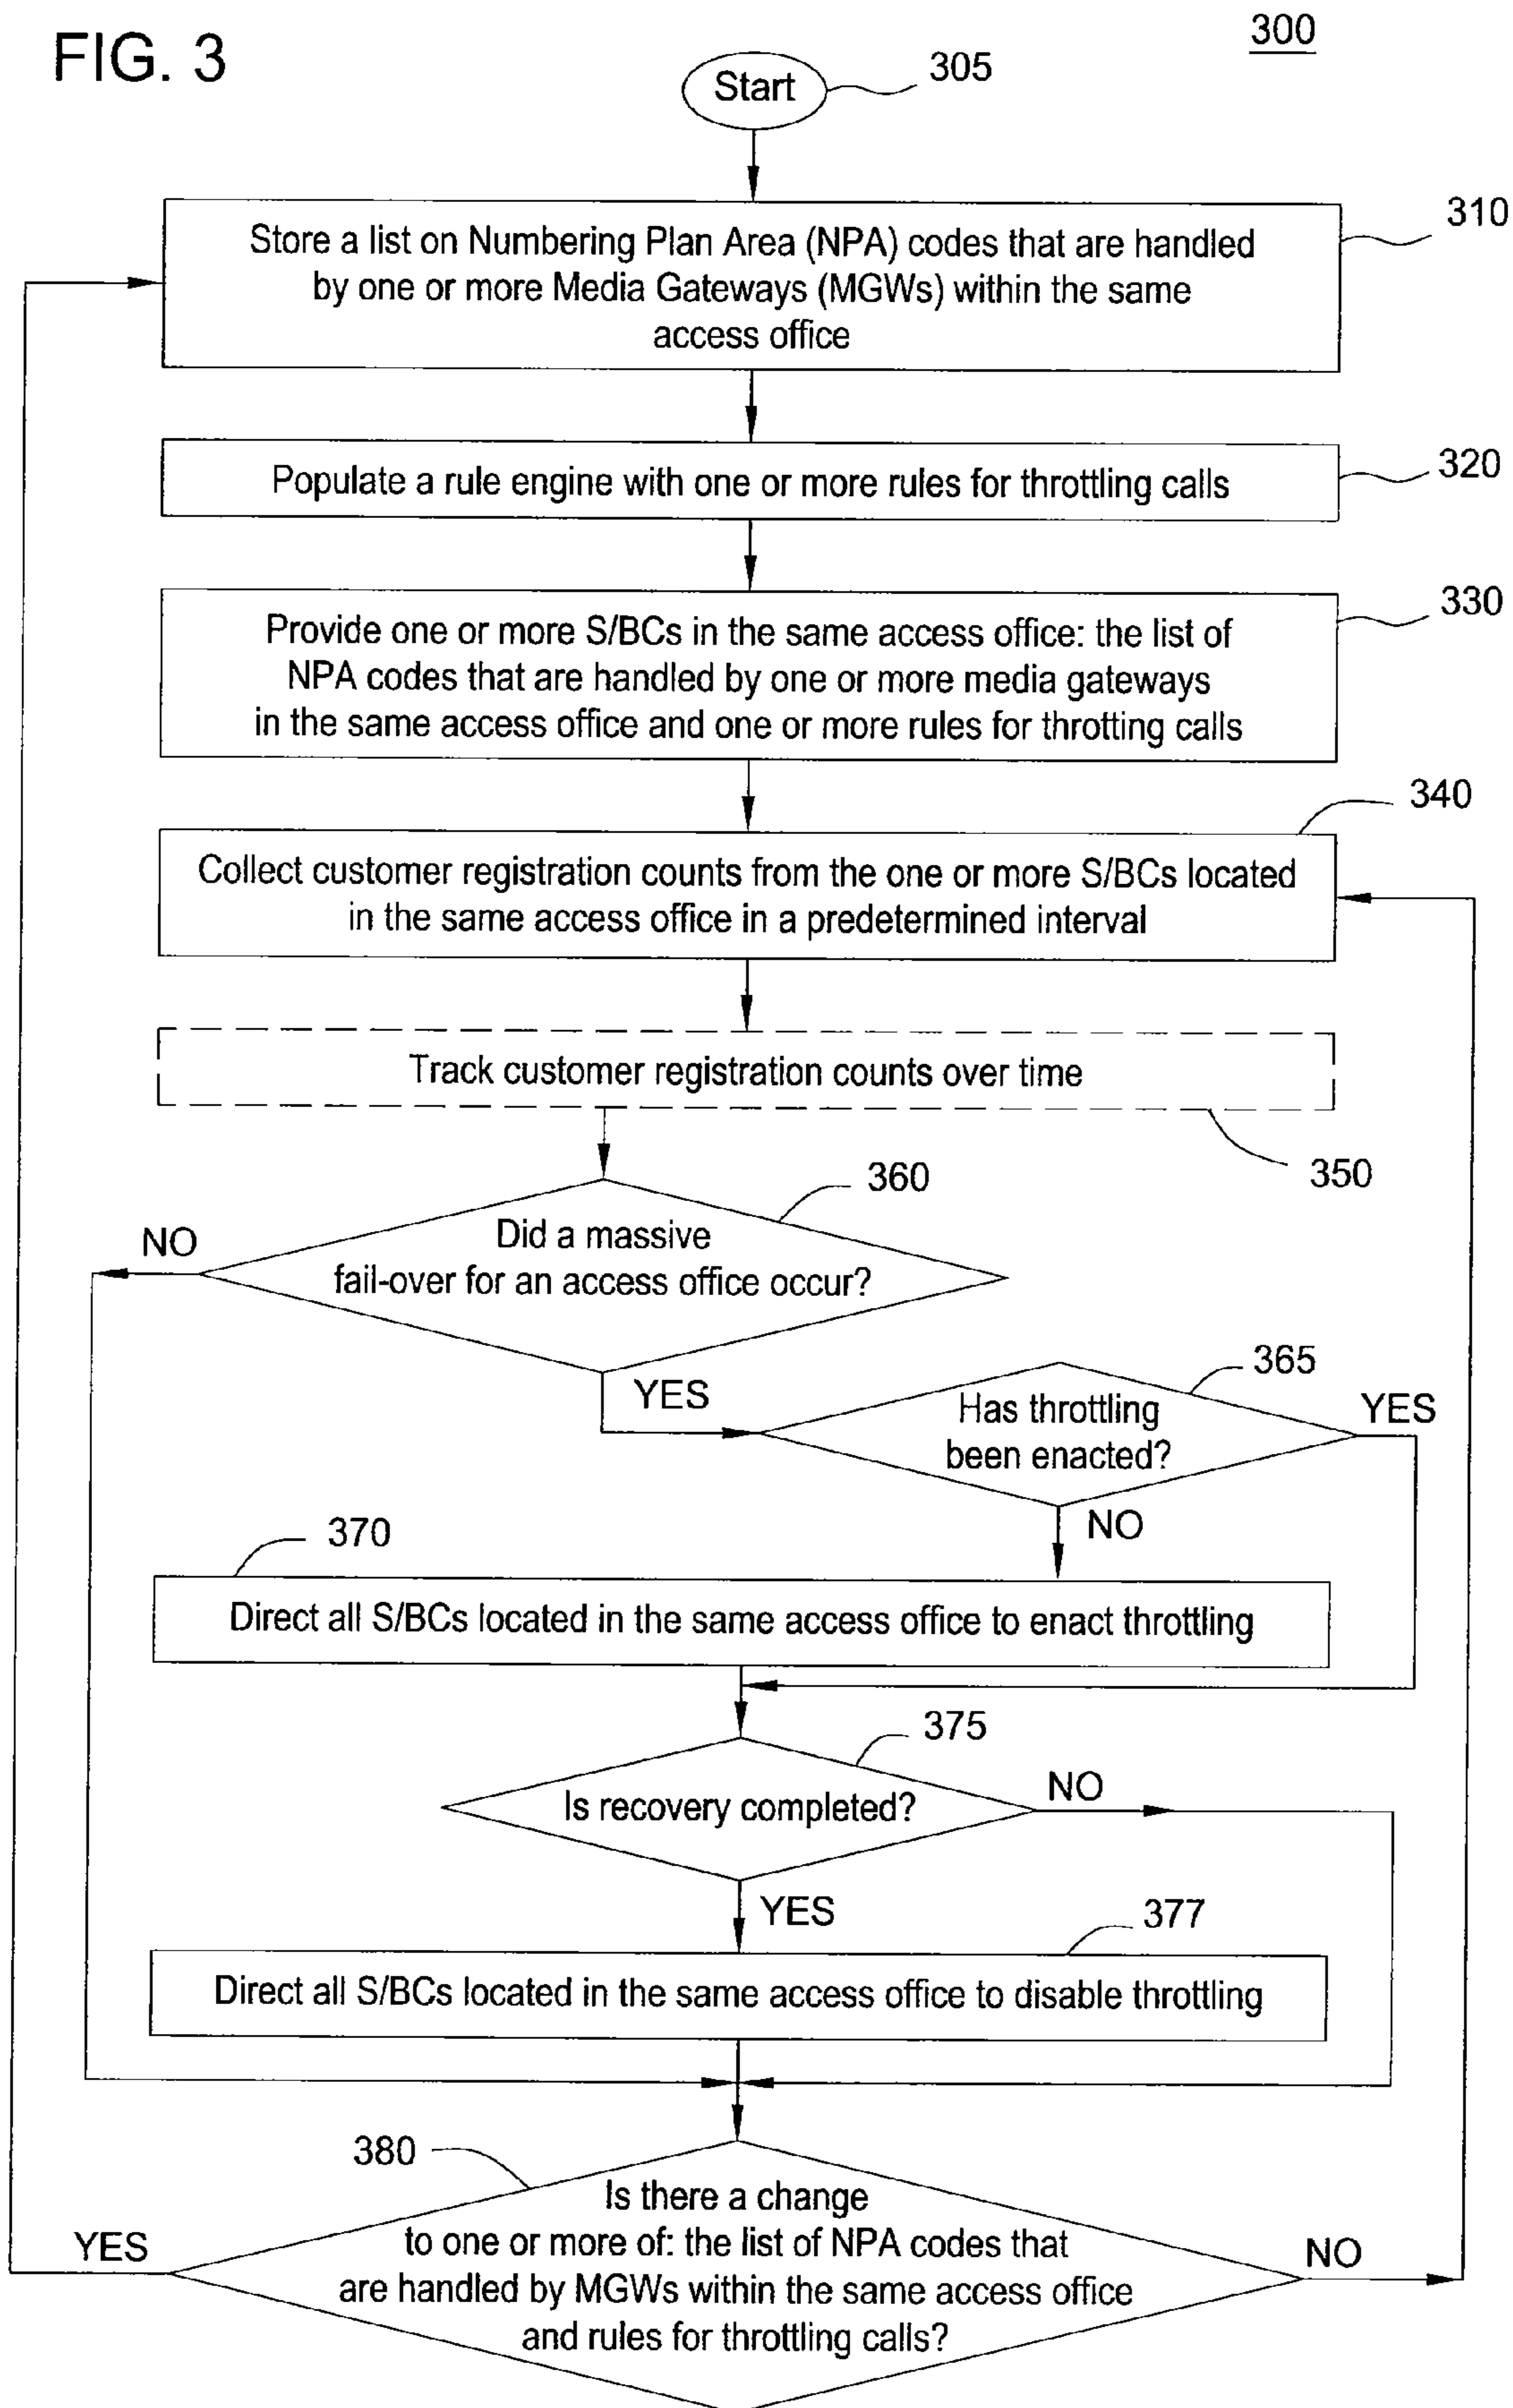 FIG. 3
300
Start
305
310
Store a list on Numbering Plan Area (NPA) codes that are handled
by one or more Media Gateways (MGWs) within the same
access office
320
Populate a rule engine with one or more rules for throttling calls
330
Provide one or more S/BCs in the same access office: the list of
NPA codes that are handled by one or more media gateways
in the same access office and one or more rules for throtting calls
340
Collect customer registration counts from the one or more S/BCs located
in the same access office in a predetermined interval
Track customer registration counts over time
350
360
Did a massive
fail-over for an access office occur?
NO
YES
365
Has throttling
been enacted?
YES
NO
370
Direct all S/BCs located in the same access office to enact throttling
375
Is recovery completed?
NO
YES
377
Direct all S/BCs located in the same access office to disable throttling
380
Is there a change
to one or more of: the list of NPA codes that
are handled by MGWs within the same access office
and rules for throttling calls?
YES
NO